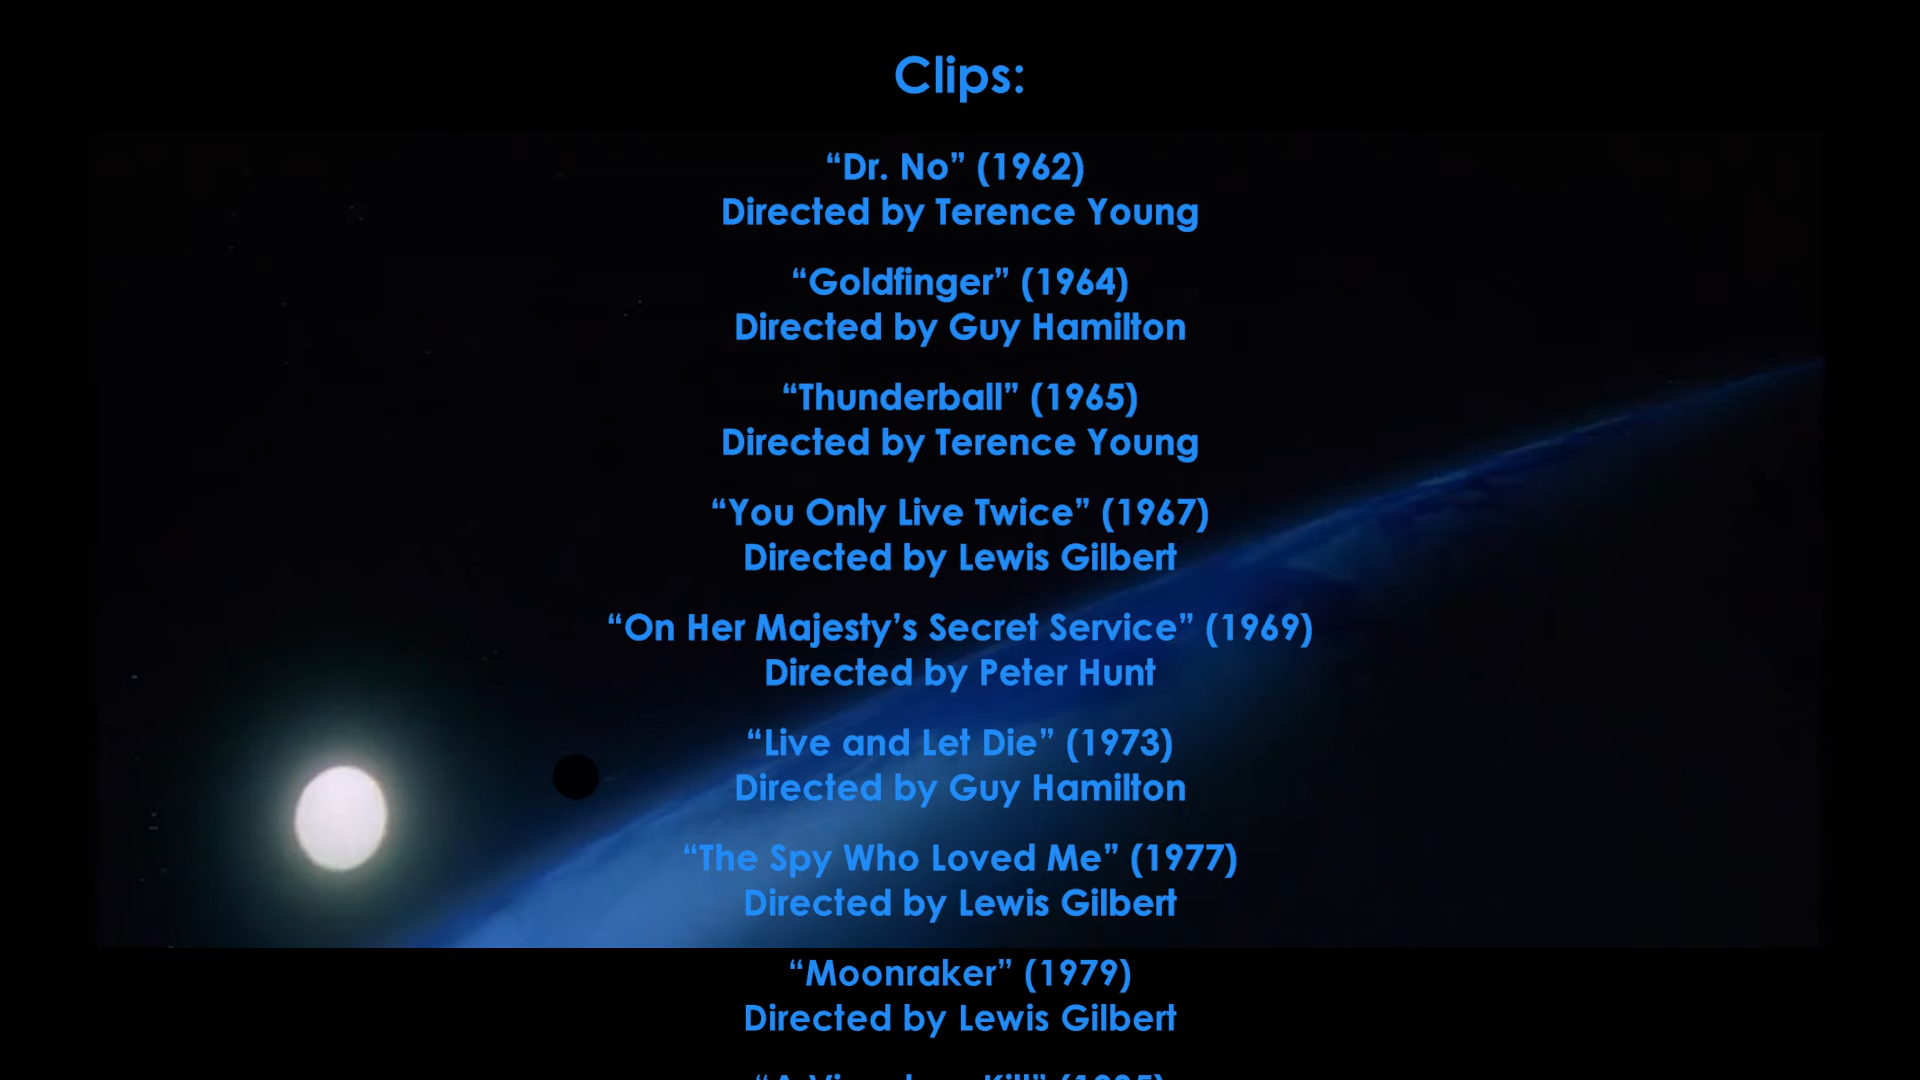 Clips:
“Dr. No” (1962)
Directed by Terence Young
“Goldfinger” (1964)
Directed by Guy Hamilton
“Thunderball” (1965)
Directed by Terence Young
“You Only Live Twice” (1967)
Directed by Lewis Gilbert
“On Her Majesty’s Secret Service” (1969)
Directed by Peter Hunt
“Live and Let Die” (1973)
Directed by Guy Hamilton
“The Spy Who Loved Me” (1977)
Directed by Lewis Gilbert
“Moonraker” (1979)
Directed by Lewis Gilbert